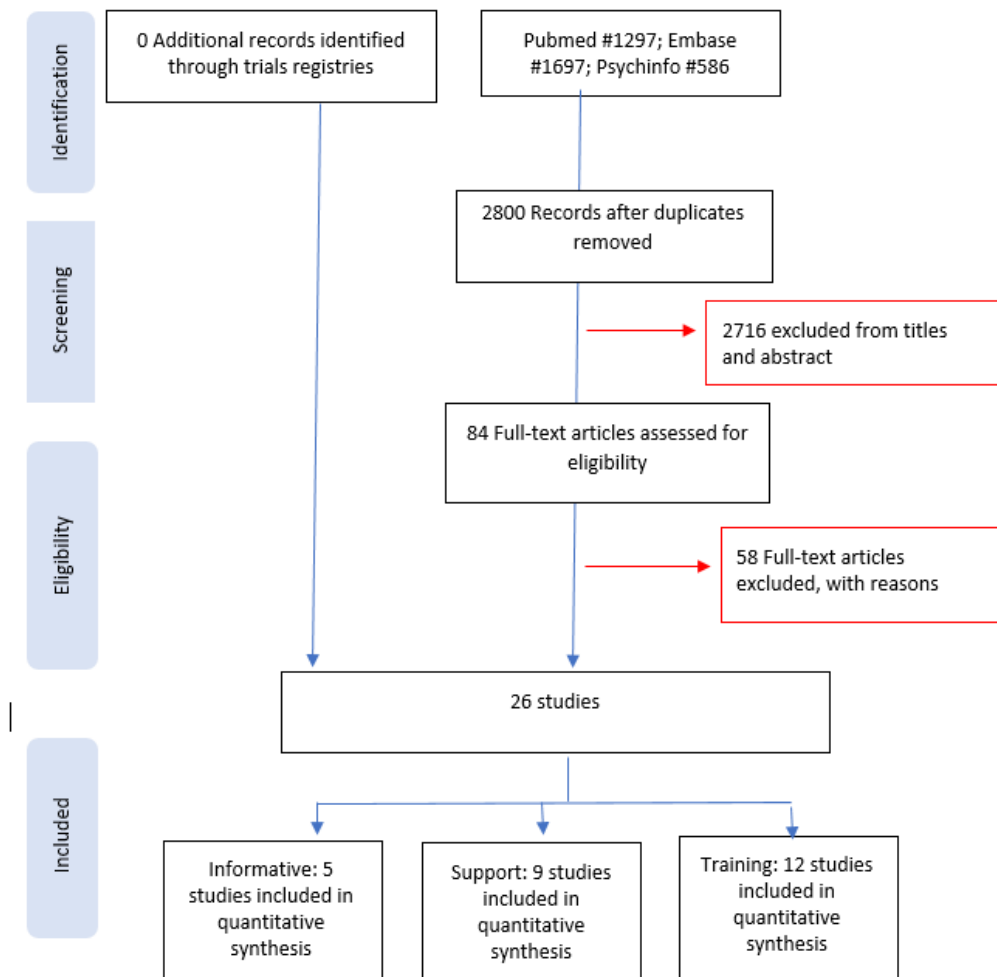 Identification
0 Additional records identified
through trials registries
Pubmed #1297; Embase
#1697; Psychinfo #586
Screening
2800 Records after duplicates
removed
2716 excluded from titles
and abstract
Eligibility
84 Full-text articles assessed for
eligibility
58 Full-text articles
excluded, with reasons
26 studies
Included
Informative: 5
studies included in
quantitative
synthesis
Support: 9 studies
included in
quantitative
synthesis
Training: 12 studies
included in
quantitative
synthesis